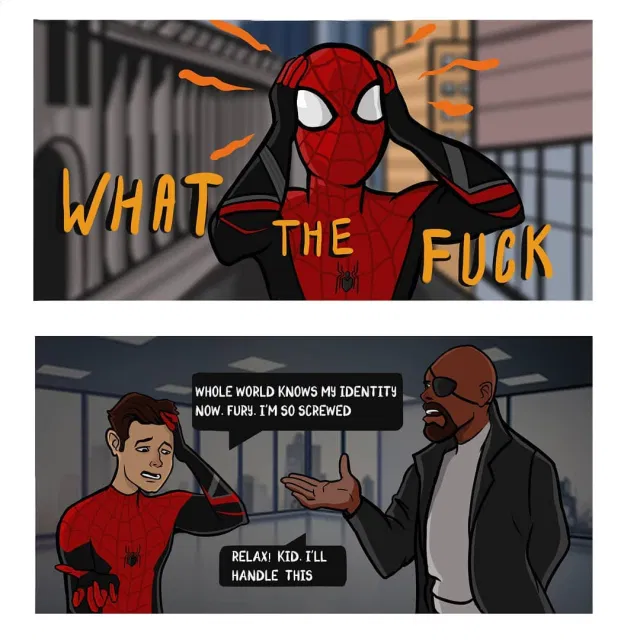 WHAT THE FUCK
WHOLE WORLD KNOWS MY IDENTITY
NOW. FURY. I'M SO SCREWED
RELAX! KID. I'LL
HANDLE THIS